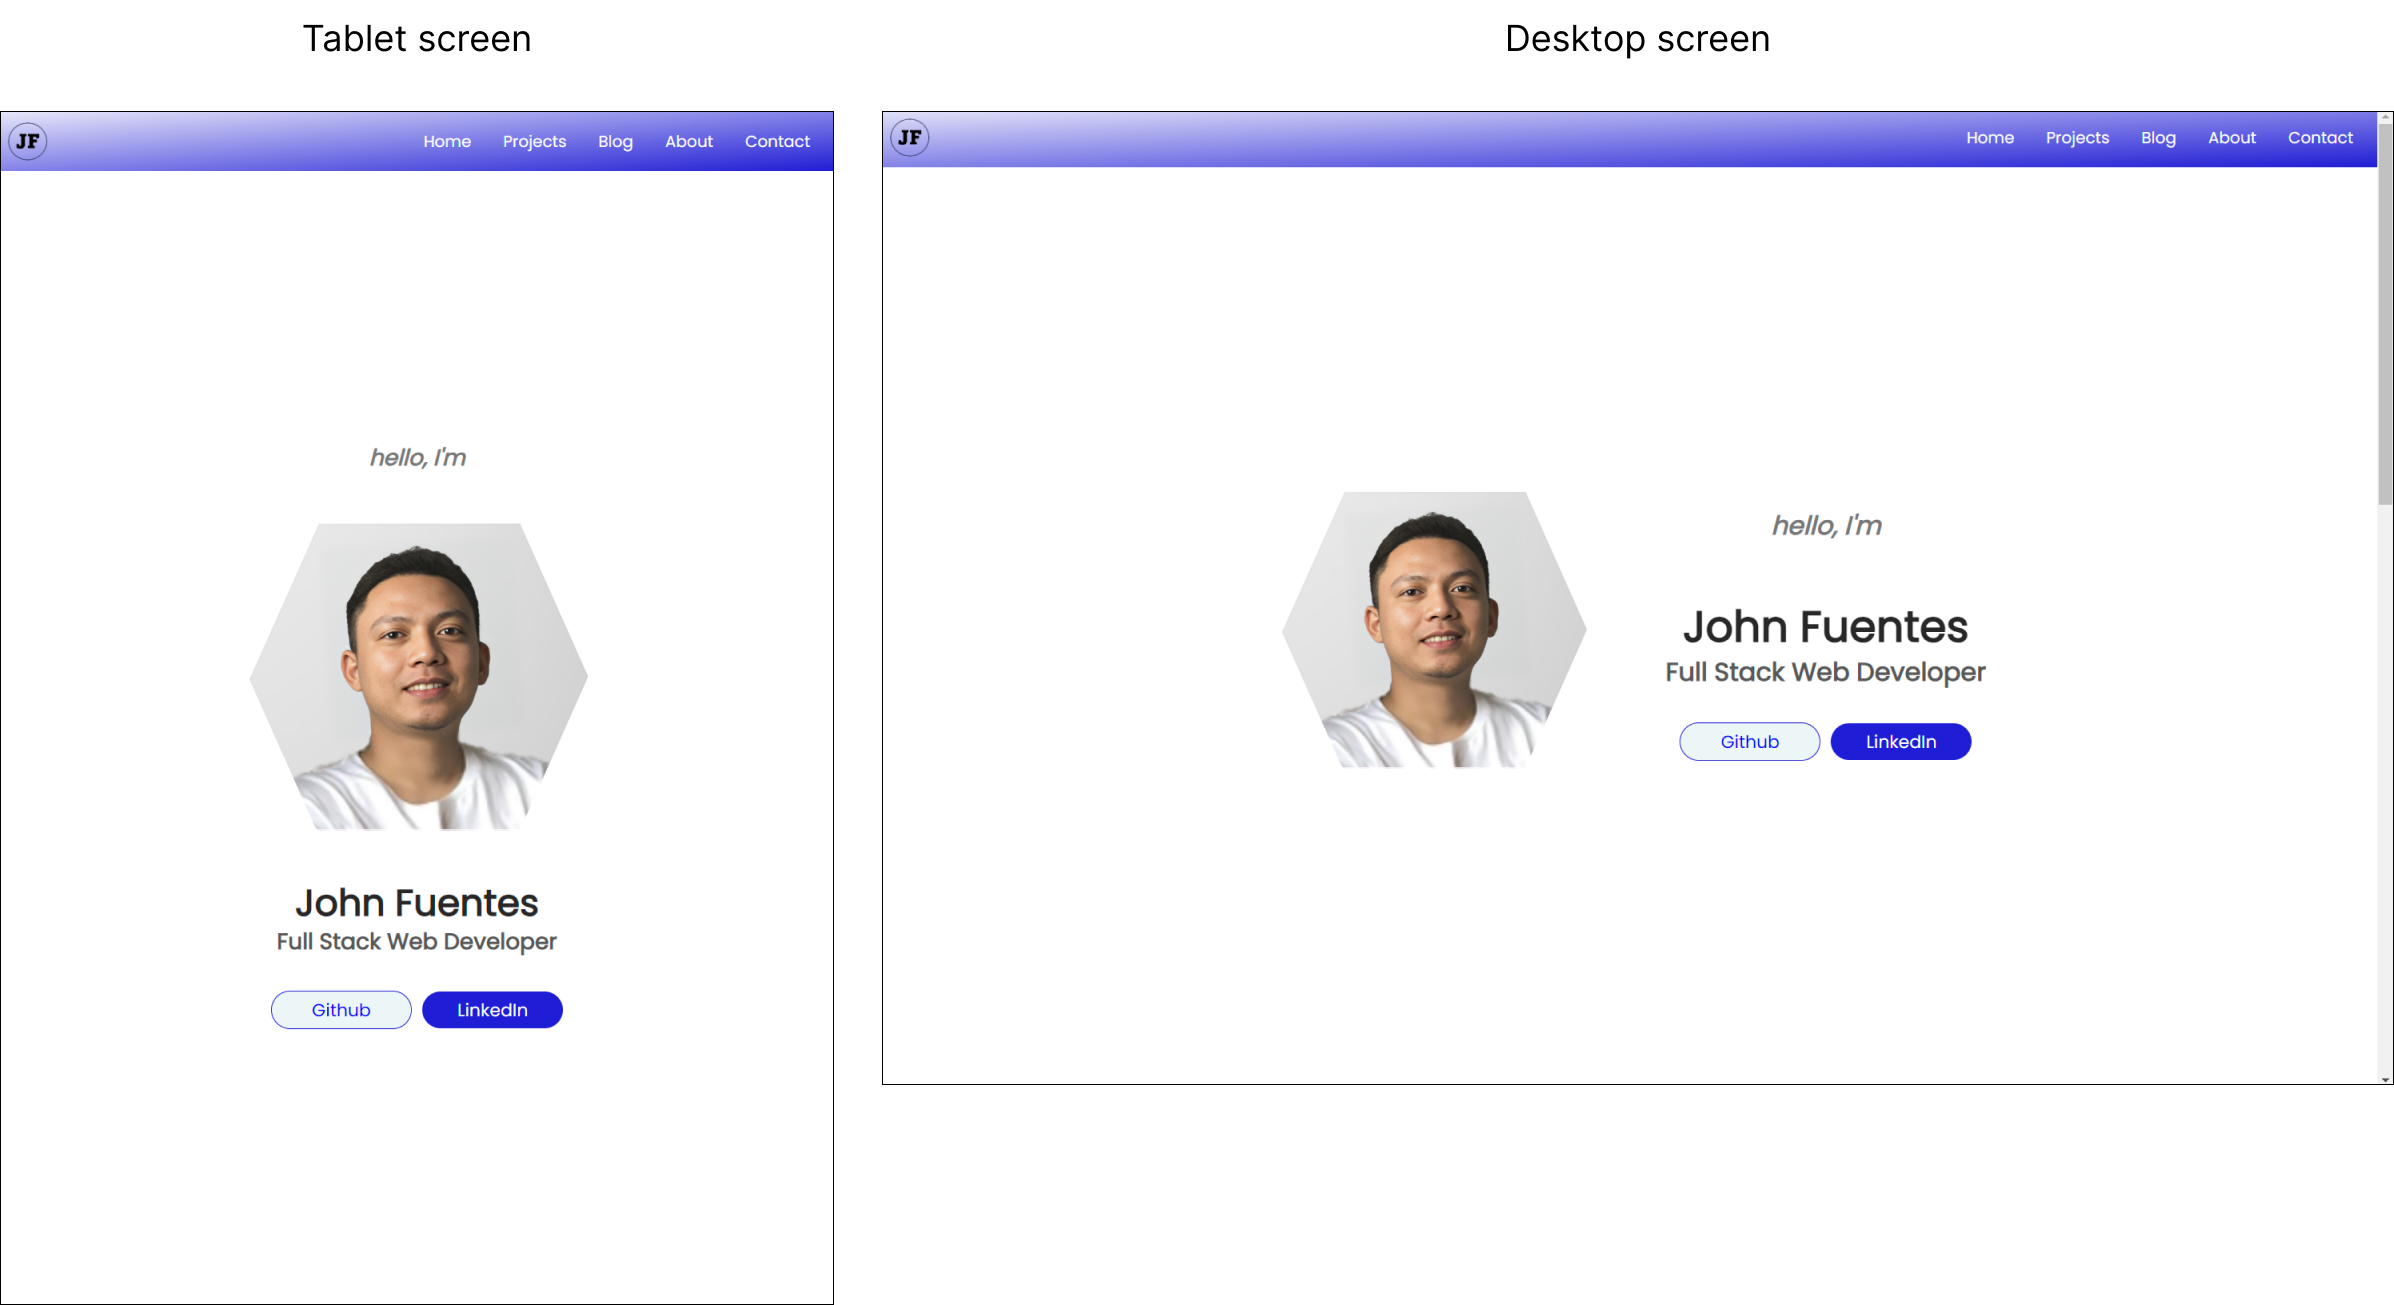 Tablet screen
JF
Home Projects Blog About Contact
hello, I'm
John Fuentes
Full Stack Web Developer
Github LinkedIn
Desktop screen
JF
Home Projects Blog About Contact
hello, I'm
John Fuentes
Full Stack Web Developer
Github LinkedIn